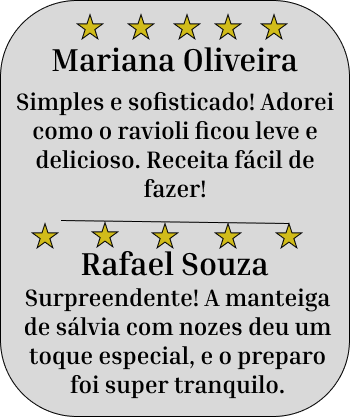 Mariana Oliveira
Simples e sofisticado! Adorei
como o ravioli ficou leve e
delicioso. Receita fácil de
fazer!
Rafael Souza
Surpreendente! A manteiga
de sálvia com nozes deu um
toque especial, e o preparo
foi super tranquilo.